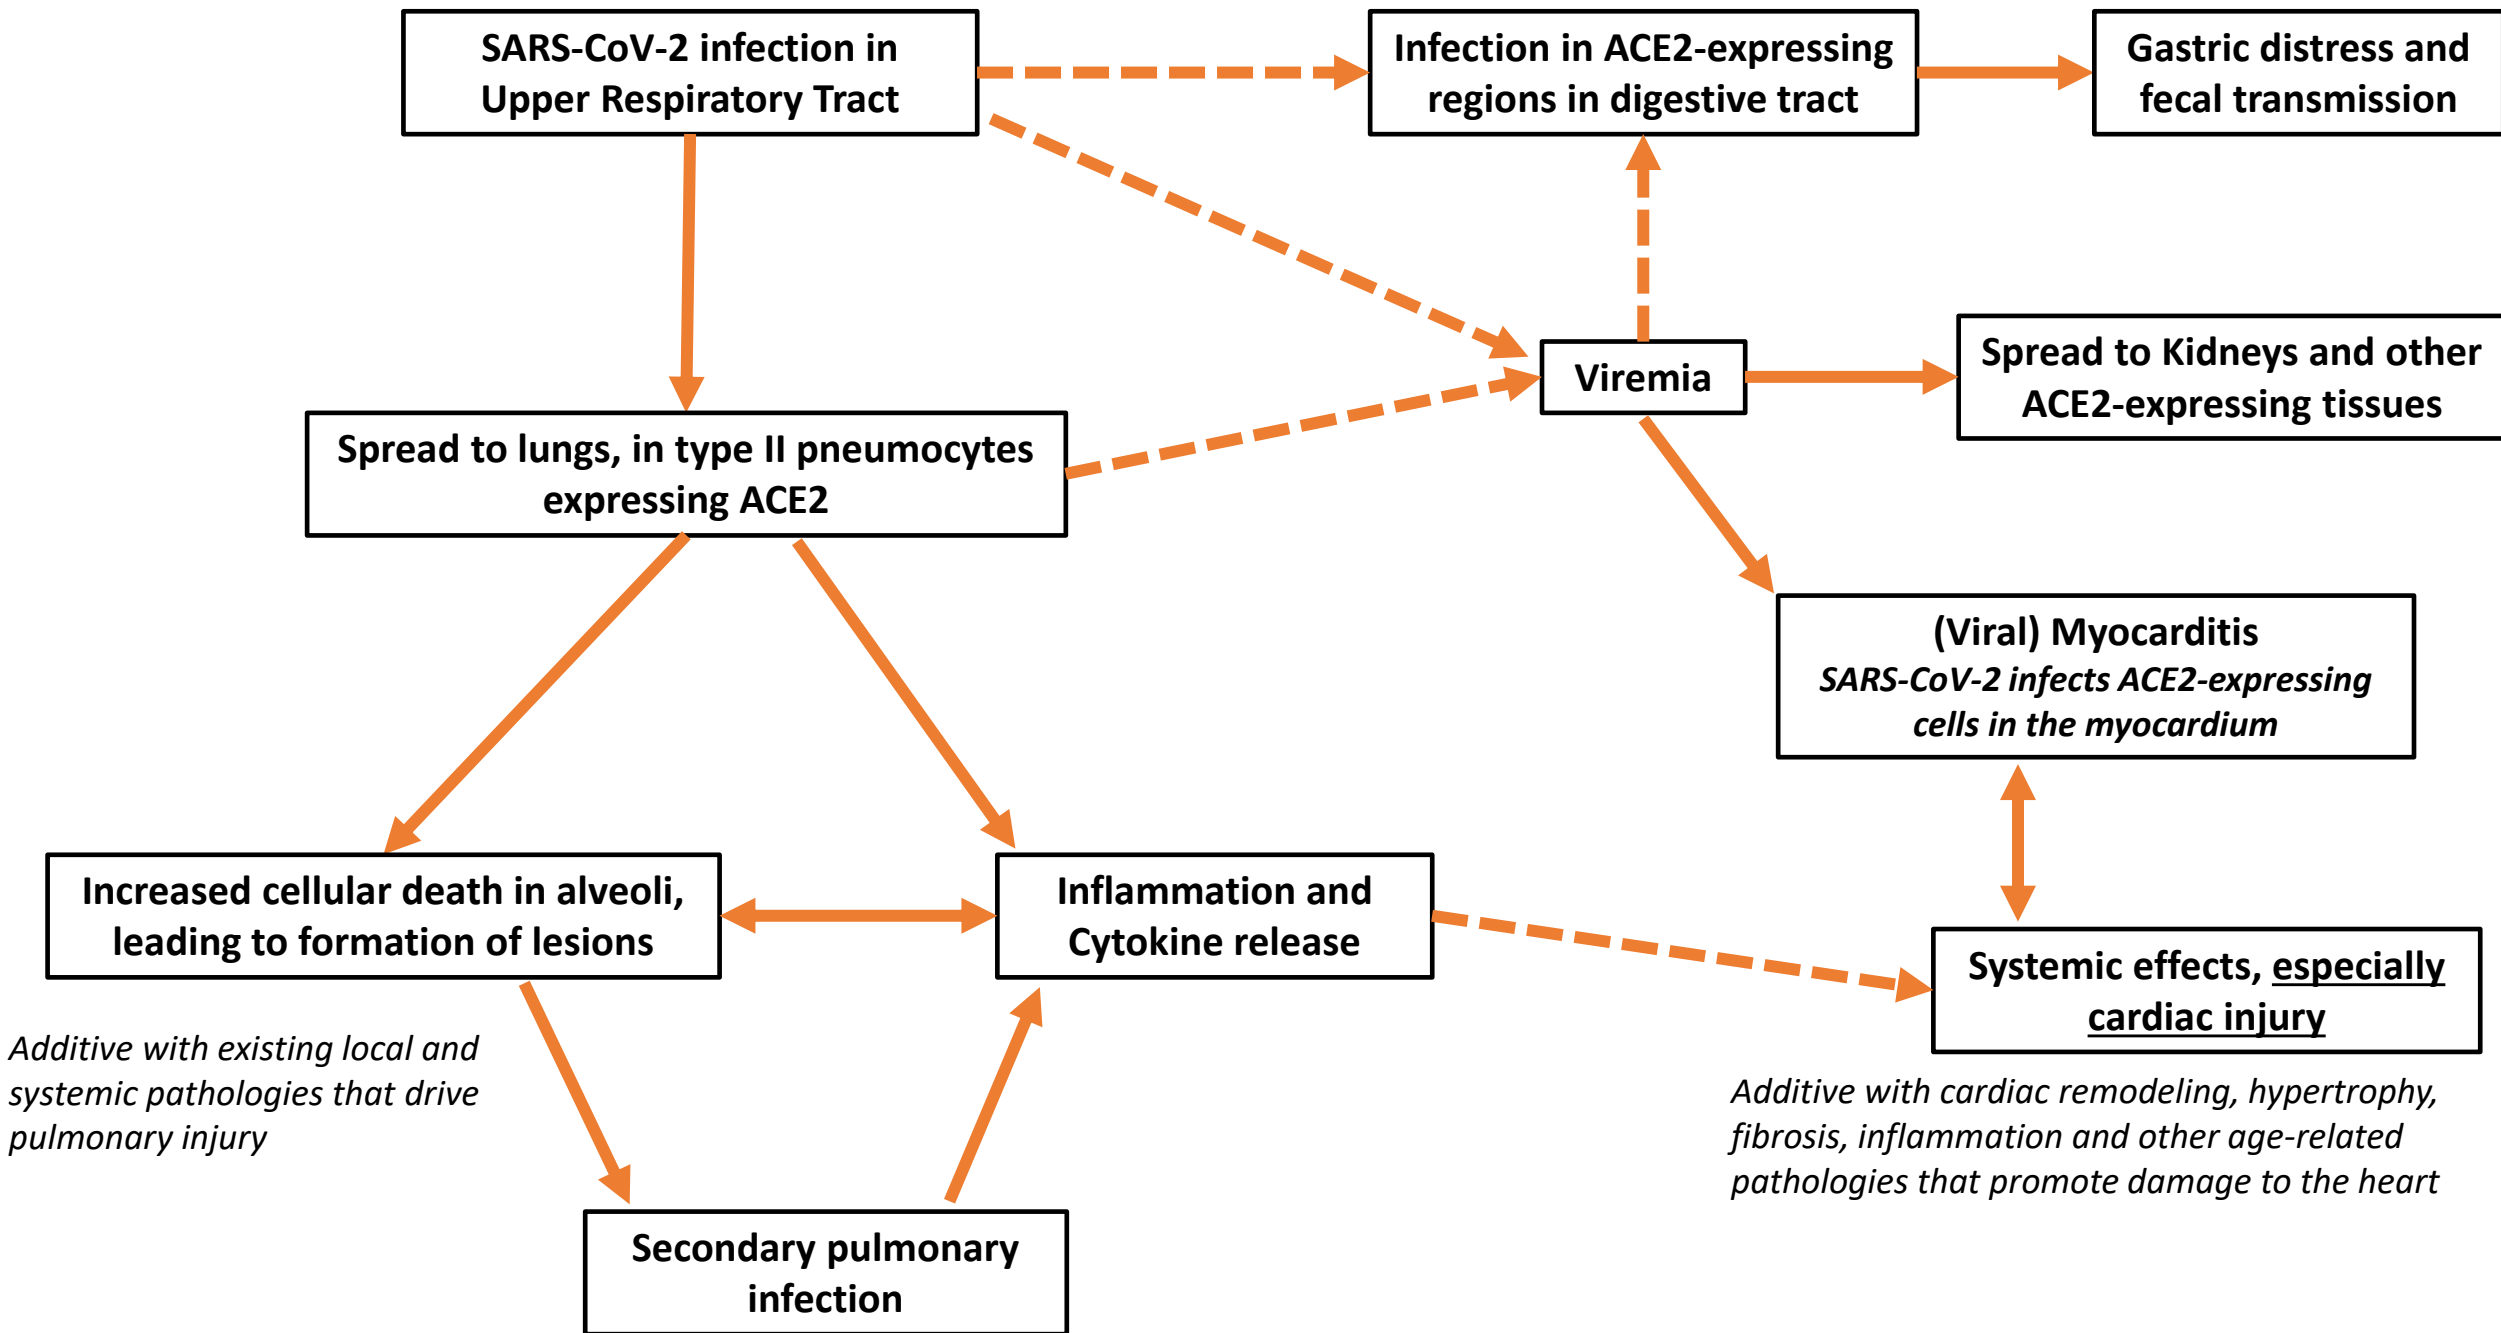 SARS-CoV-2 infection in
Upper Respiratory Tract
Infection in ACE2-expressing
regions in digestive tract
Gastric distress and
fecal transmission
Viremia
Spread to Kidneys and other
ACE2-expressing tissues
Spread to lungs, in type II pneumocytes
expressing ACE2
(Viral) Myocarditis
SARS-CoV-2 infects ACE2-expressing
cells in the myocardium
Increased cellular death in alveoli,
leading to formation of lesions
Inflammation and
Cytokine release
Systemic effects, especially
cardiac injury
Additive with existing local and
systemic pathologies that drive
pulmonary injury
Additive with cardiac remodeling, hypertrophy,
fibrosis, inflammation and other age-related
pathologies that promote damage to the heart
Secondary pulmonary
infection